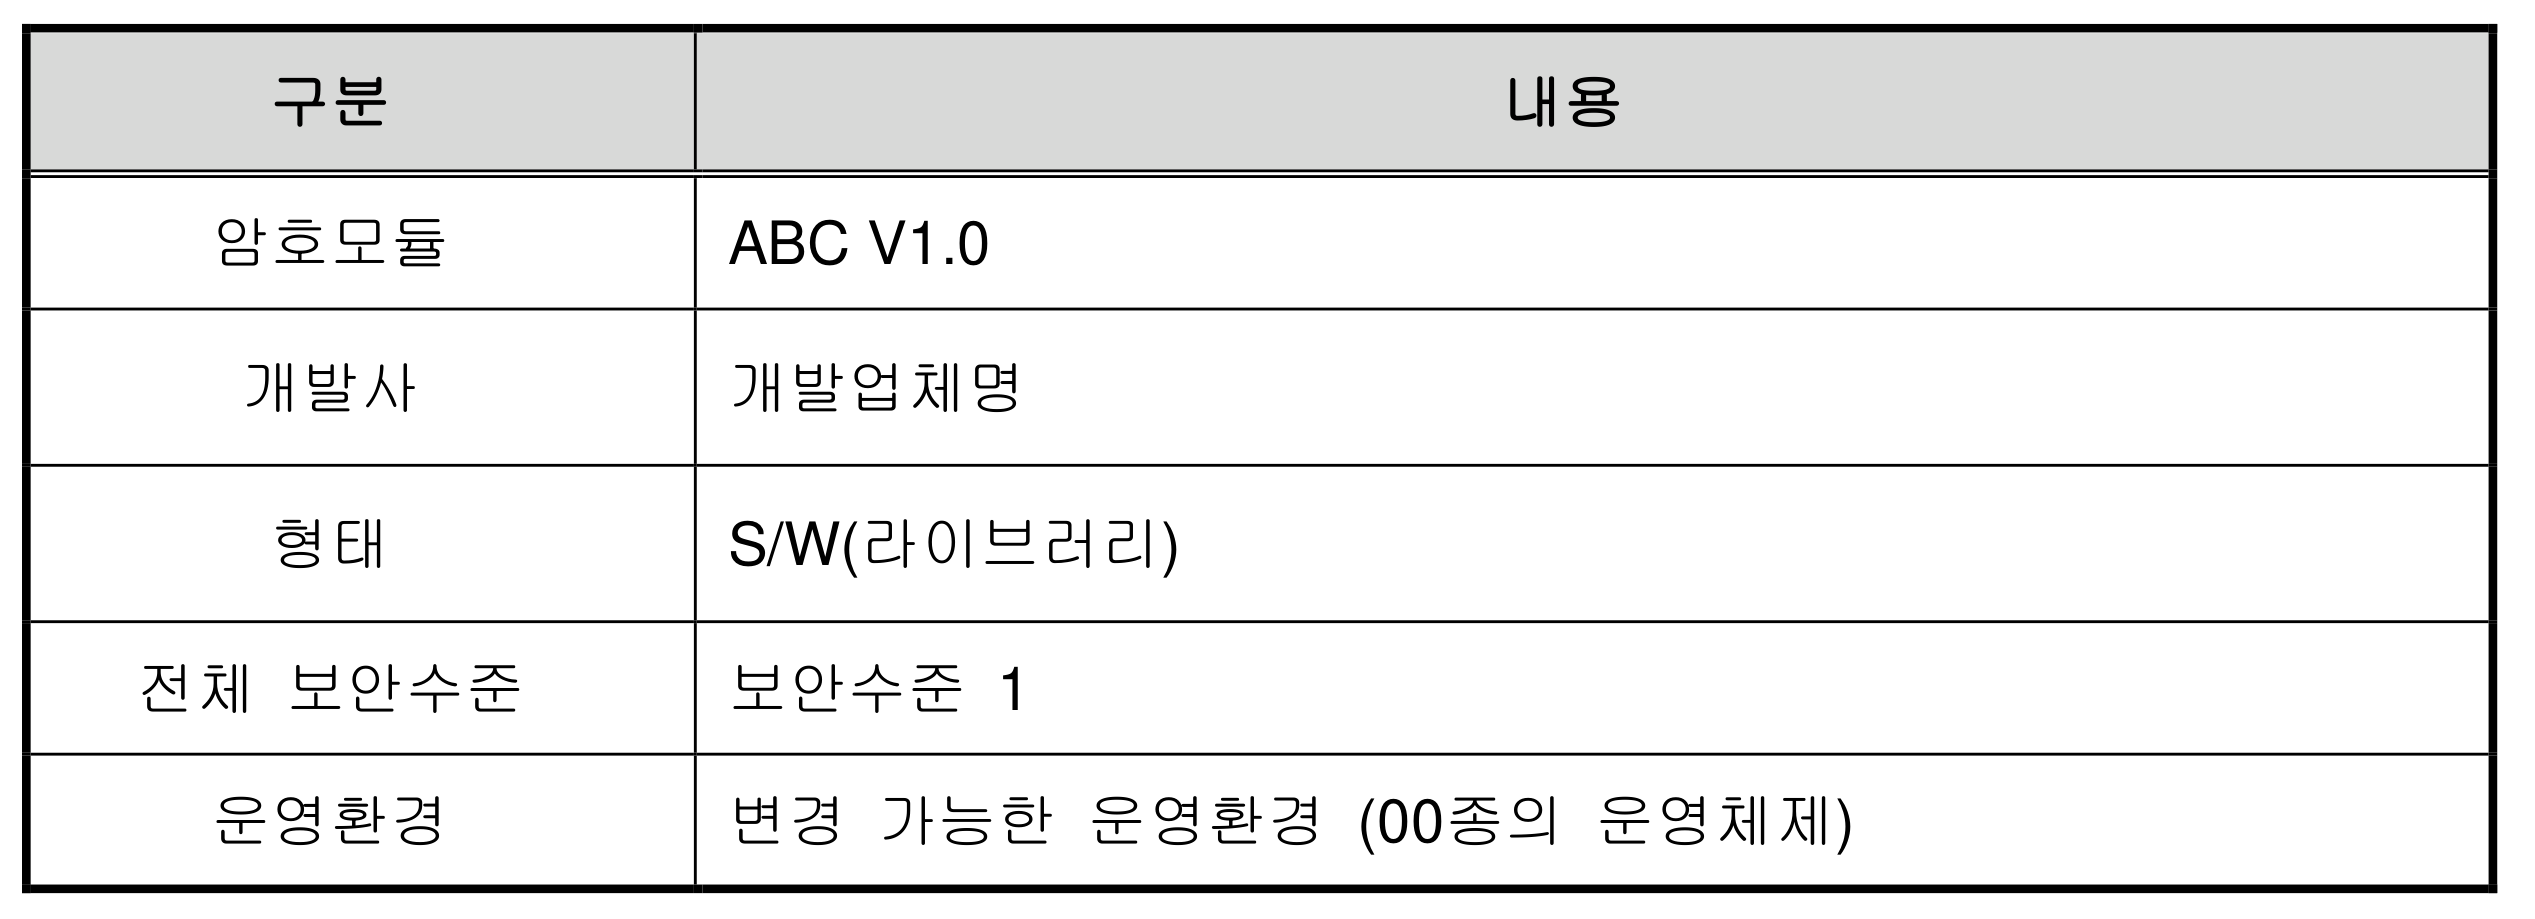 구분 내용
암호모듈 ABC V1.0
개발사 개발업체명
형태 S/W(라이브러리)
전체 보안수준 보안수준 1
운영환경 변경 가능한 운영환경 (00종의 운영체제)